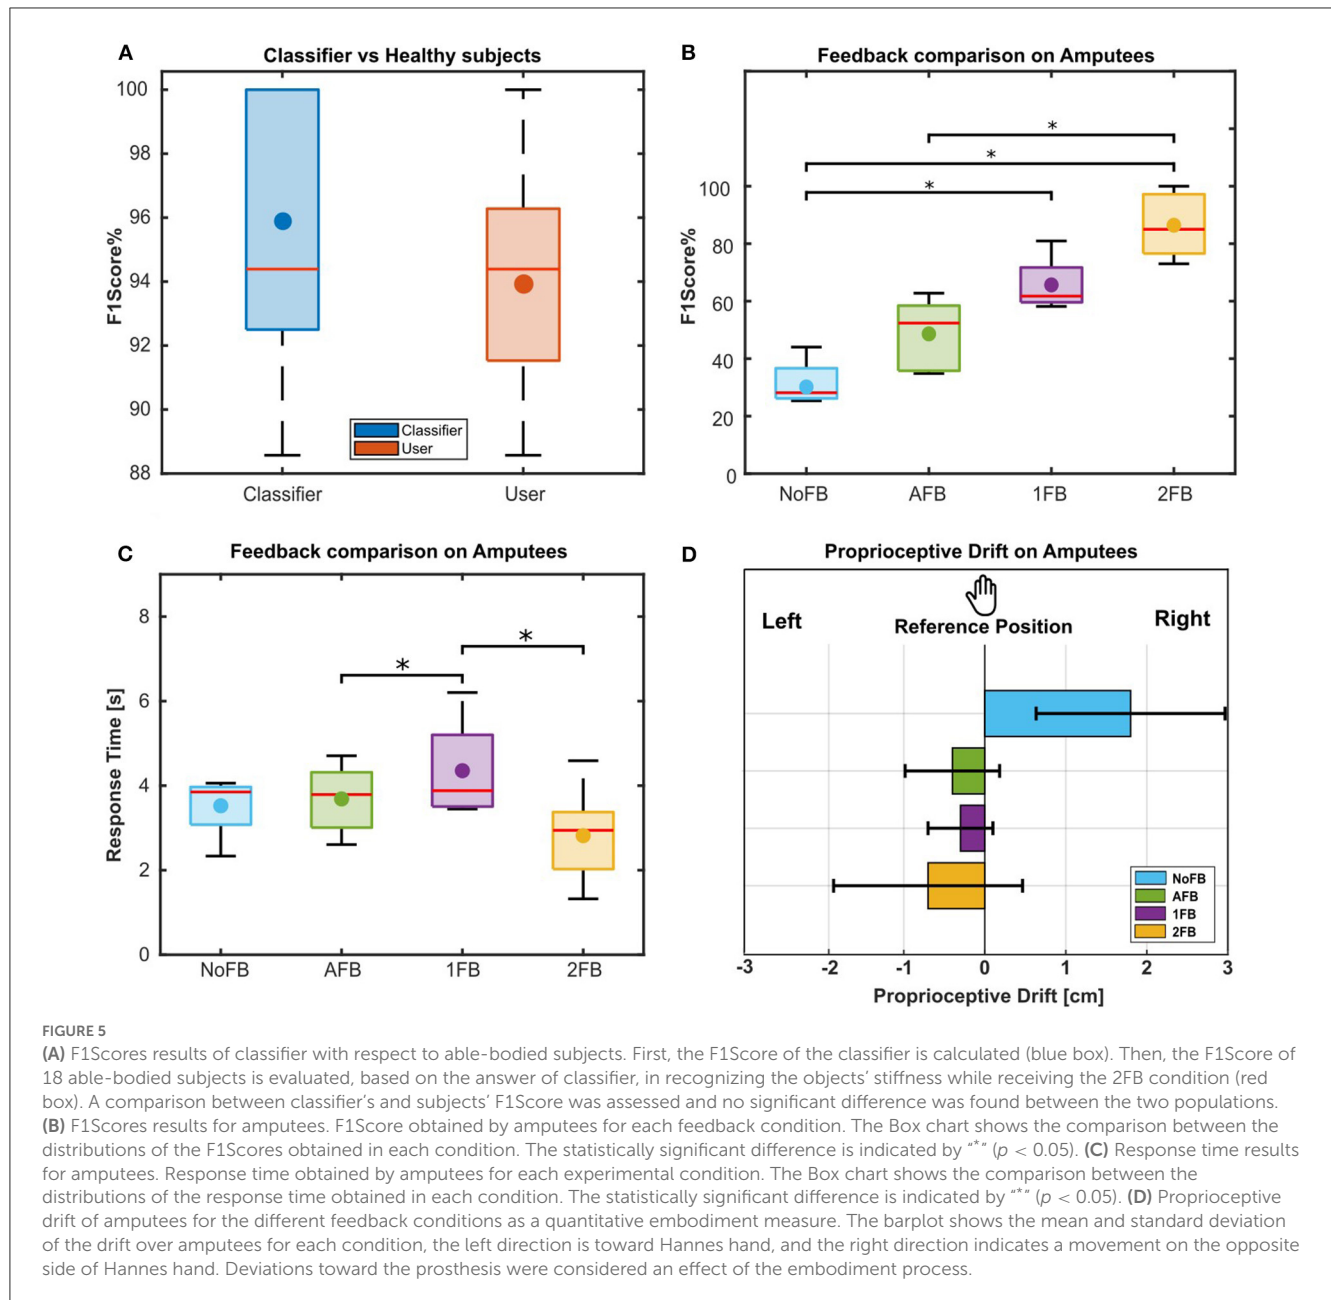 A
Classifier vs Healthy subjects
F1Score%
100
98
96
94
92
90
88
Classifier
User
Classifier
User
B
Feedback comparison on Amputees
F1Score%
100
80
60
40
20
0
*
*
*
NoFB
AFB
1FB
2FB
C
Feedback comparison on Amputees
Response Time [s]
8
6
4
2
0
*
*
NoFB
AFB
1FB
2FB
D
Proprioceptive Drift on Amputees
Left
Reference Position
Right
NoFB
AFB
1FB
2FB
-3
-2
-1
0
1
2
3
Proprioceptive Drift [cm]
FIGURE 5
(A) F1Scores results of classifier with respect to able-bodied subjects. First, the F1Score of the classifier is calculated (blue box). Then, the F1Score of
18 able-bodied subjects is evaluated, based on the answer of classifier, in recognizing the objects' stiffness while receiving the 2FB condition (red
box). A comparison between classifier's and subjects' F1Score was assessed and no significant difference was found between the two populations.
(B) F1Scores results for amputees. F1Score obtained by amputees for each feedback condition. The Box chart shows the comparison between the
distributions of the F1Scores obtained in each condition. The statistically significant difference is indicated by "*" (p < 0.05). (C) Response time results
for amputees. Response time obtained by amputees for each experimental condition. The Box chart shows the comparison between the
distributions of the response time obtained in each condition. The statistically significant difference is indicated by "*" (p < 0.05). (D) Proprioceptive
drift of amputees for the different feedback conditions as a quantitative embodiment measure. The barplot shows the mean and standard deviation
of the drift over amputees for each condition, the left direction is toward Hannes hand, and the right direction indicates a movement on the opposite
side of Hannes hand. Deviations toward the prosthesis were considered an effect of the embodiment process.